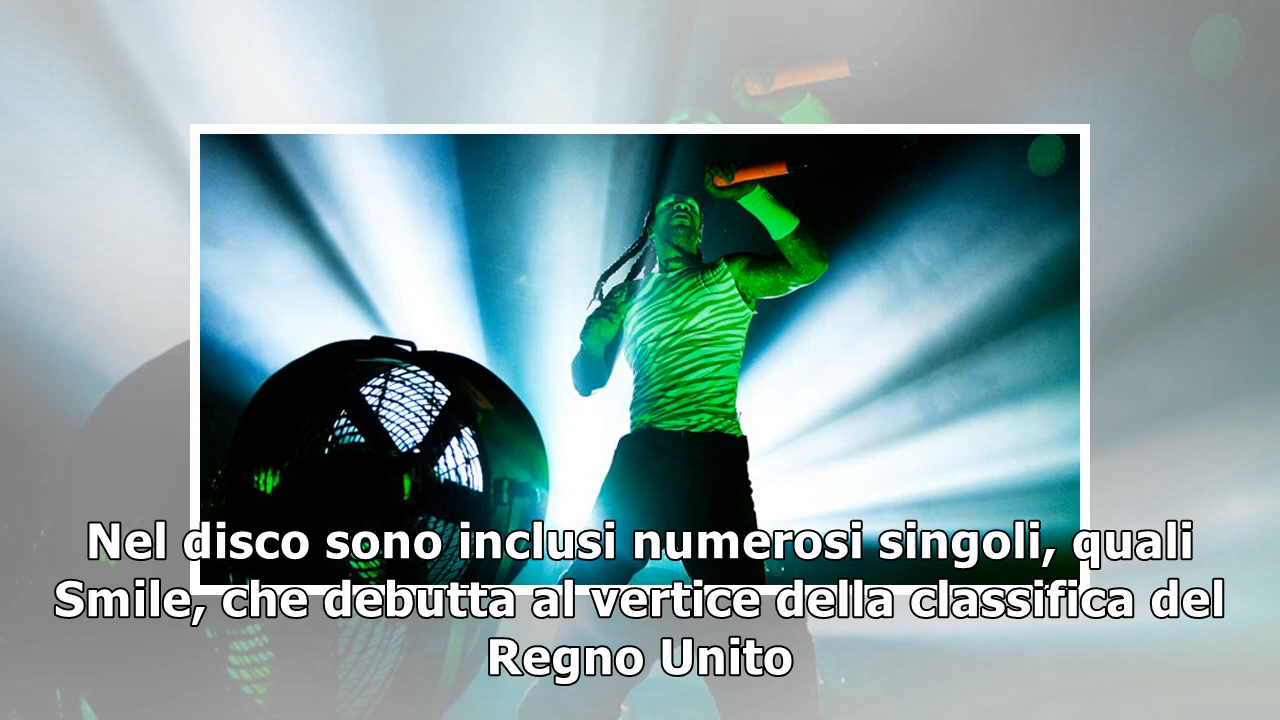 Nel disco sono inclusi numerosi singoli, quali
Smile, che debutta al vertice della classifica del
Regno Unito